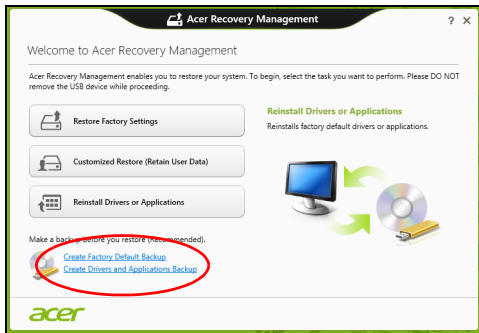 Acer Recovery Management
? ×
Welcome to Acer Recovery Management
Acer Recovery Management enables you to restore your system. To begin, select the task you want to perform. Please DO NOT
remove the USB device while proceeding.
Restore Factory Settings
Customized Restore (Retain User Data)
Reinstall Drivers or Applications
Reinstall Drivers or Applications
Reinstalls factory default drivers or applications.
Make a backup before you restore (Recommended).
Create Factory Default Backup
Create Drivers and Applications Backup
acer